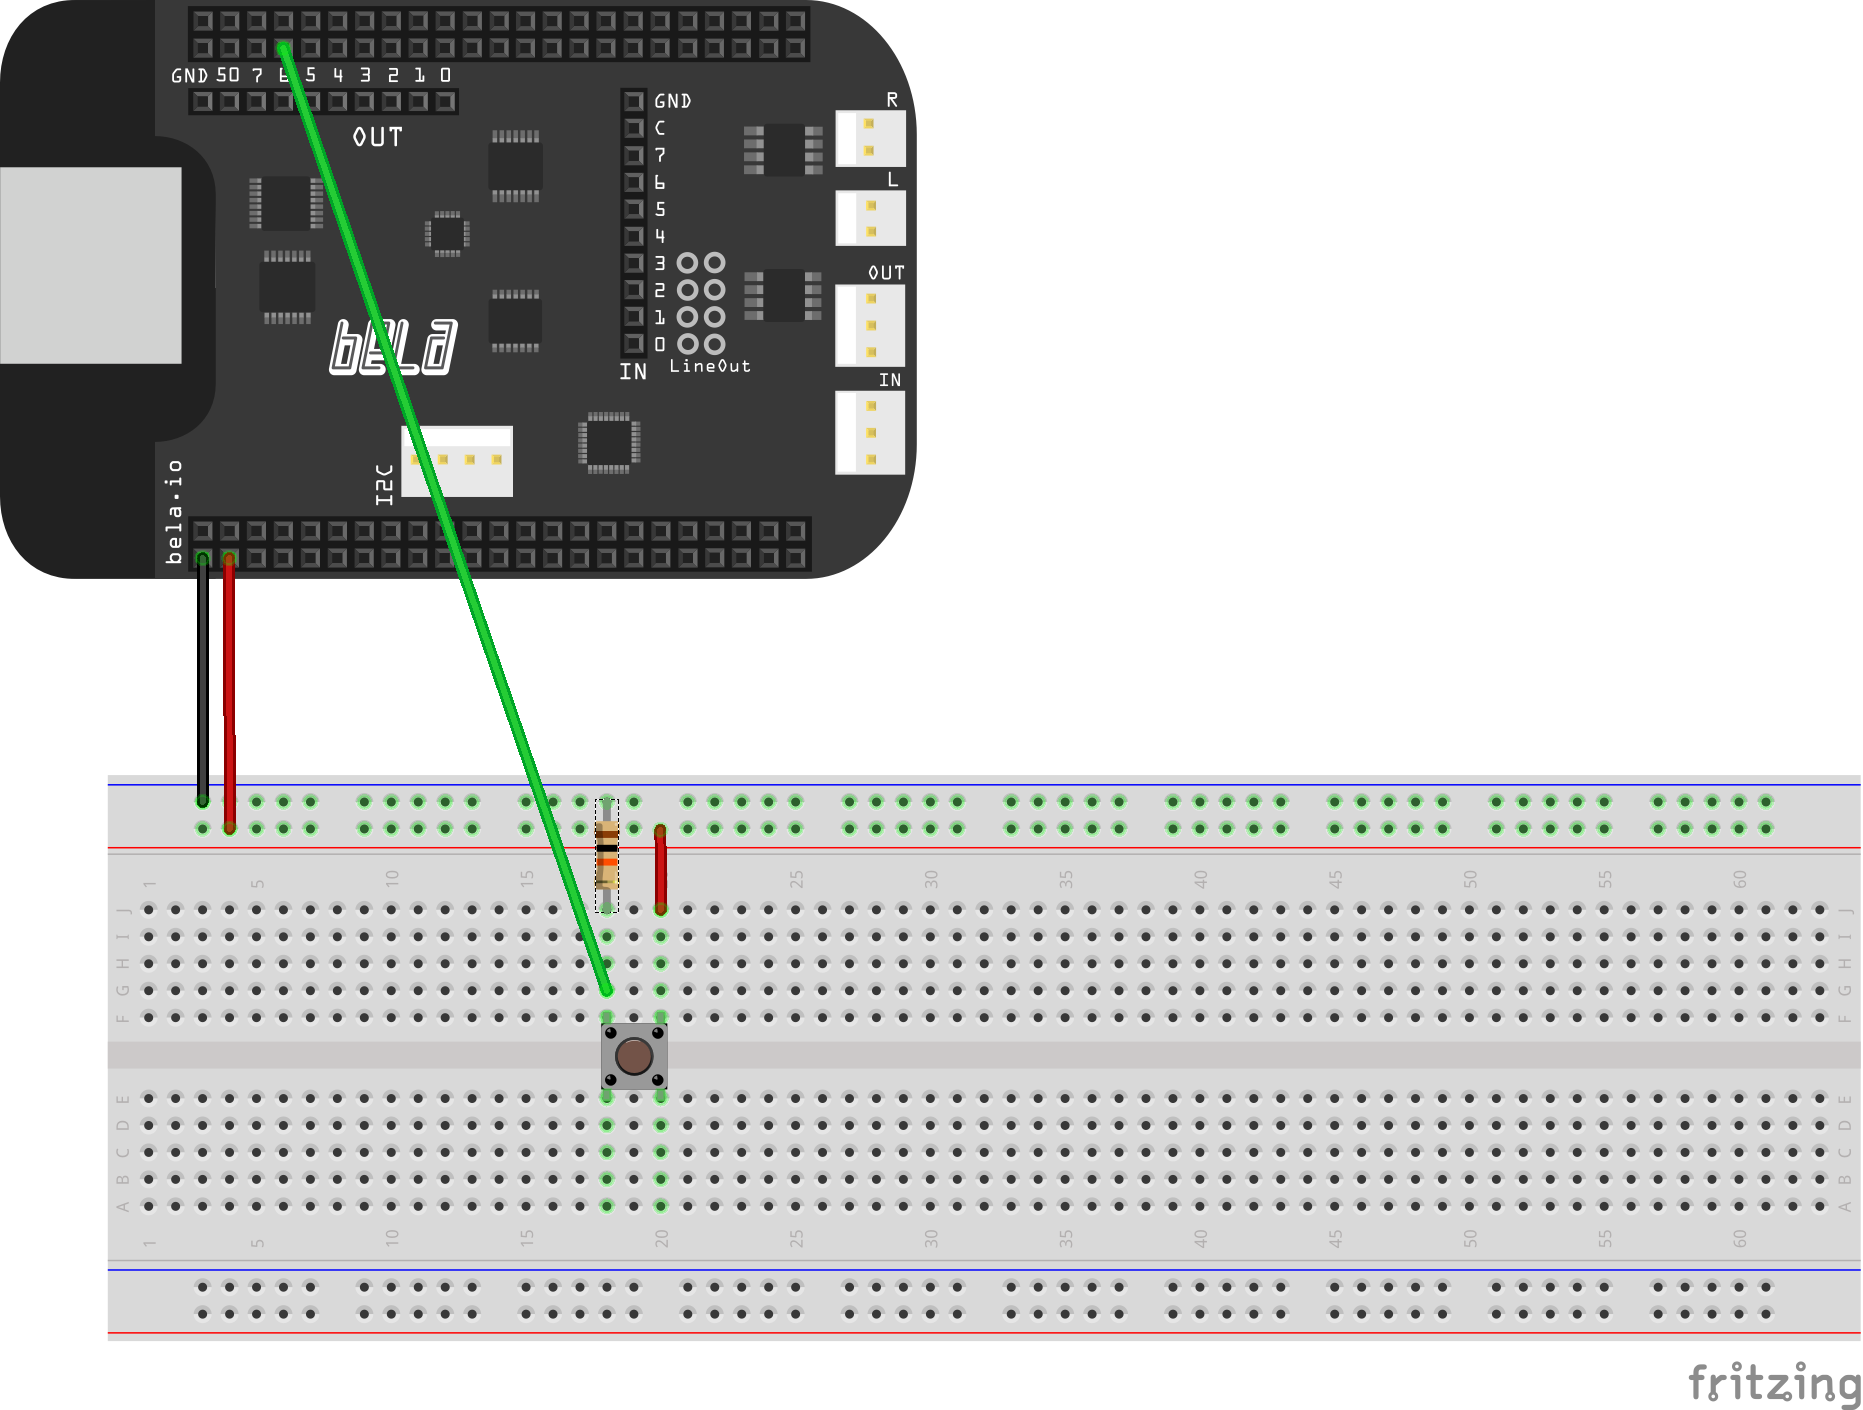 GND 50 7 6 5 4 3 2 1 0
OUT
GND
C
7
6
5
4
3
2
1
0
IN
LineOut
R
L
OUT
IN
bela
I2C
bela.io
1 5 10 15 25 30 35 40 45 50 55 60
J J
I I
H H
G G
F F
E E
D D
C C
B B
A A
1 5 10 15 20 25 30 35 40 45 50 55 60
fritzing